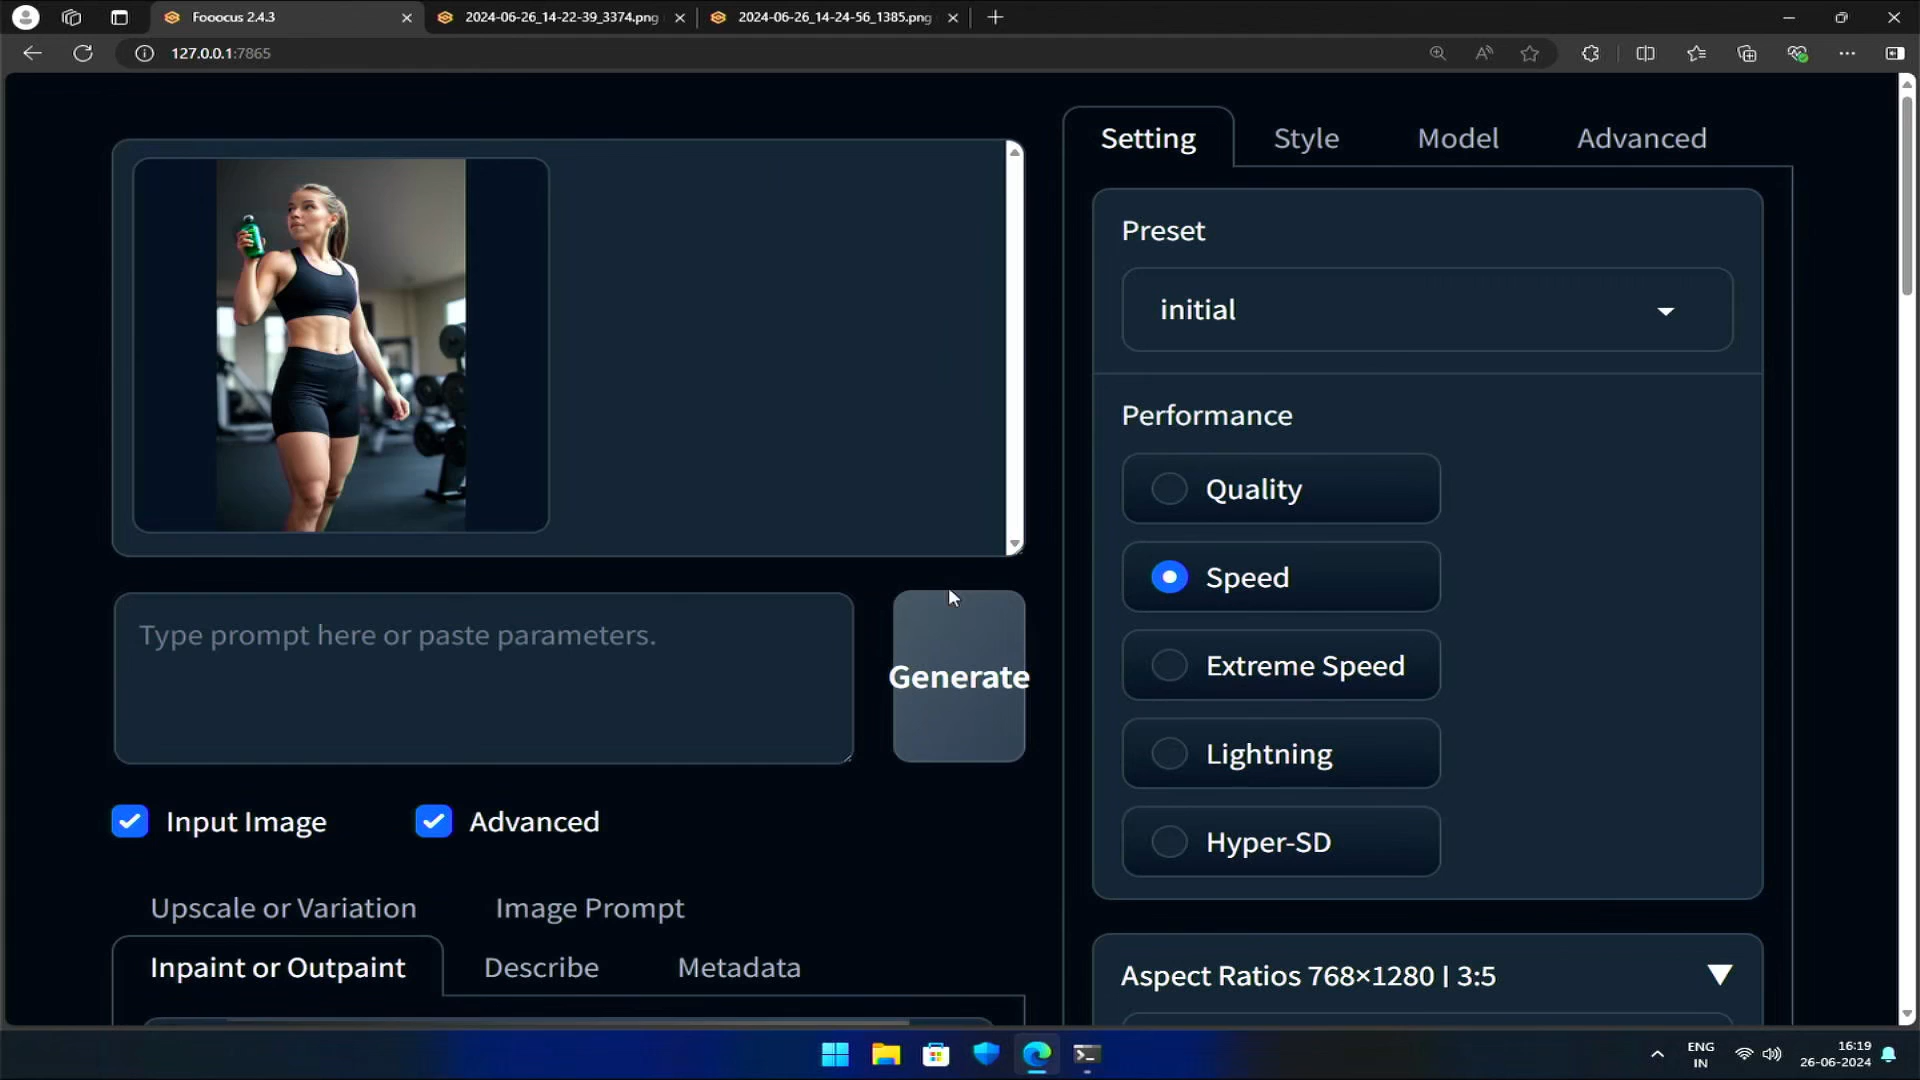 Fooocus 2.4.3
2024-06-26_14-22-39_3374.png
2024-06-26_14-24-56_1385.png
127.0.0.1:7865
Setting
Style
Model
Advanced
Preset
initial
Performance
Quality
Speed
Extreme Speed
Lightning
Hyper-SD
Type prompt here or paste parameters.
Generate
Input Image
Advanced
Upscale or Variation
Image Prompt
Inpaint or Outpaint
Describe
Metadata
Aspect Ratios 768×1280 | 3:5
ENG
IN
16:19
26-06-2024